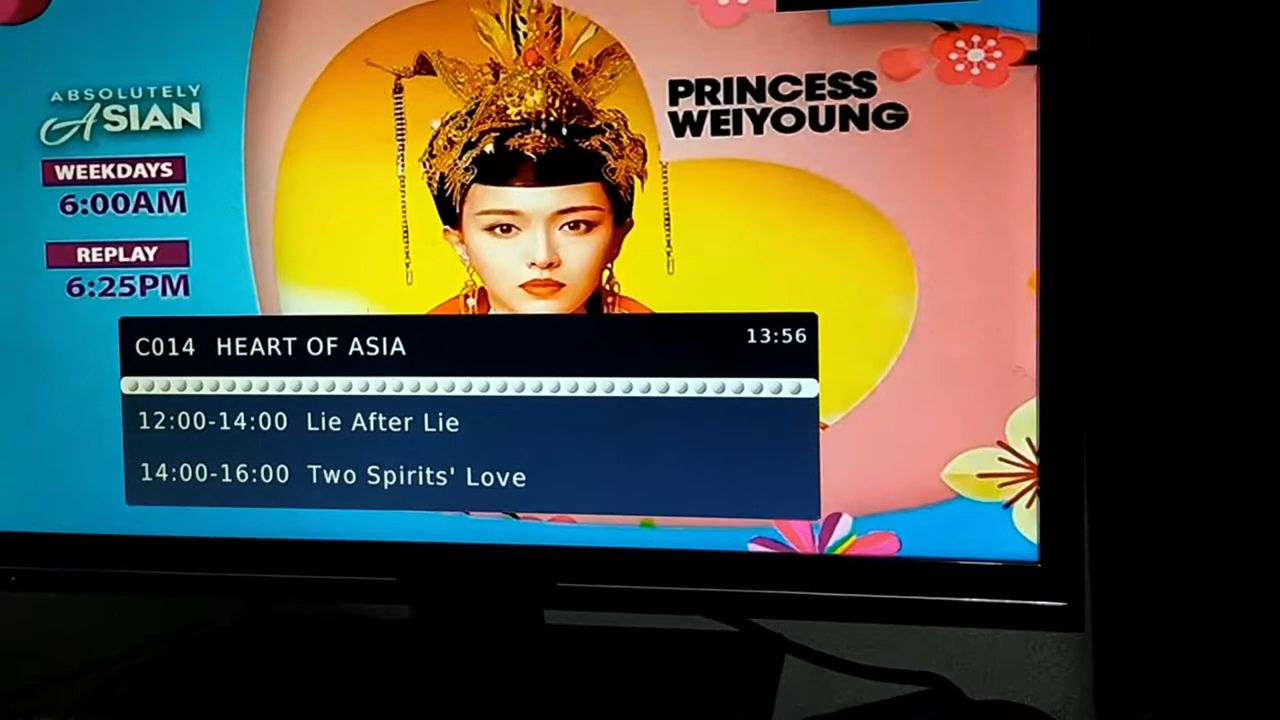 ABSOLUTELY
ASIAN
WEEKDAYS
6:00AM
REPLAY
6:25PM
PRINCESS
WEIYOUNG
C014 HEART OF ASIA 13:56
12:00-14:00 Lie After Lie
14:00-16:00 Two Spirits' Love